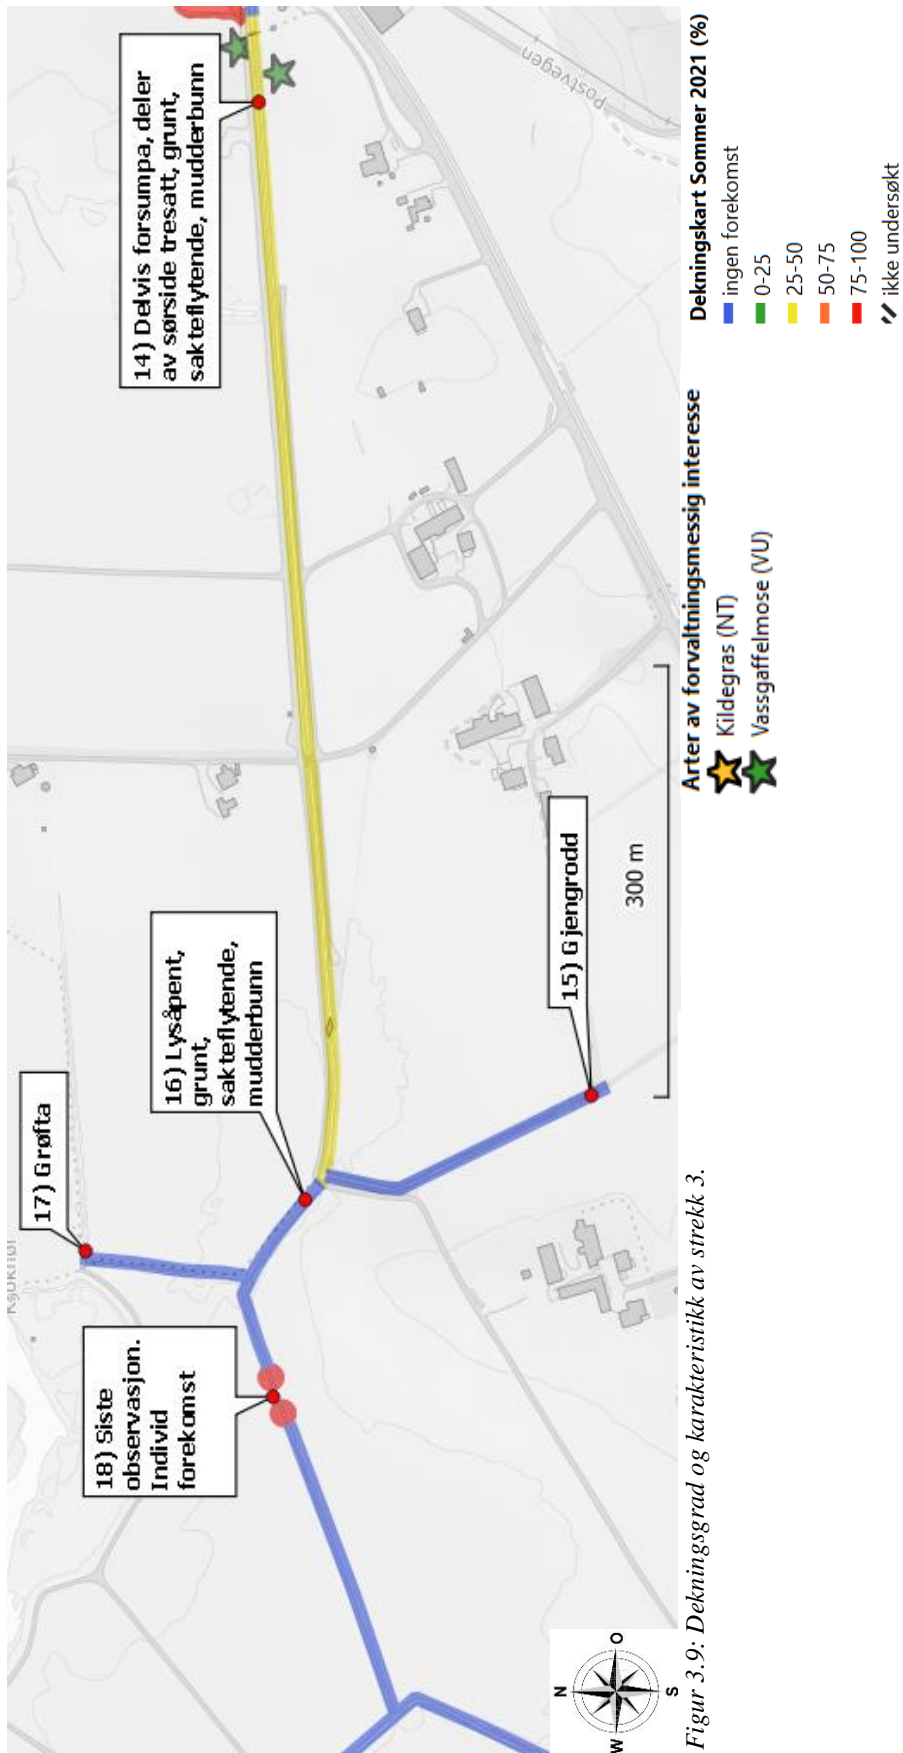 Kjøkhøl
17) Grøfta
18) Siste
observasjon.
Individ
forekomst
16) Lysåpent,
grunt,
sakteflytende,
mudderbunn
14) Delvis forsumpa, deler
av sørside tresatt, grunt,
sakteflytende, mudderbunn
Postvegen
15) Gjengrodd
300 m
N
W
O
S
Arter av forvaltningsmessig interesse
Kildegras (NT)
Vassgaffelmose (VU)
Dekningskart Sommer 2021 (%)
ingen forekomst
0-25
25-50
50-75
75-100
ikke undersøkt
Figur 3.9: Dekningsgrad og karakteristikk av strekk 3.